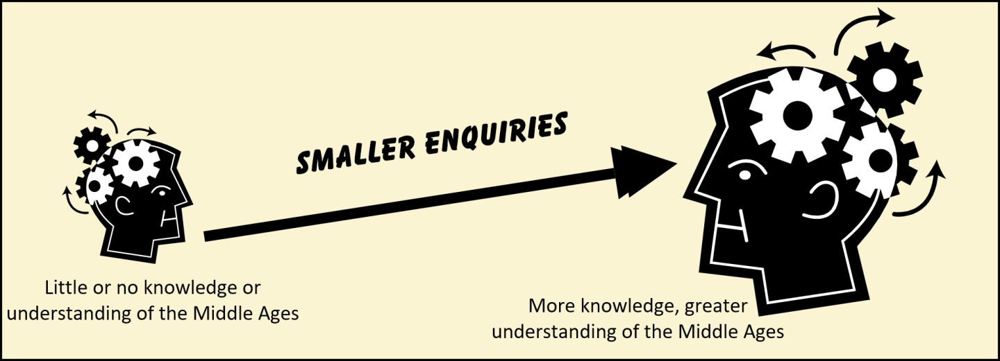 SMALLER ENQUIRIES
Little or no knowledge or
understanding of the Middle Ages
More knowledge, greater
understanding of the Middle Ages